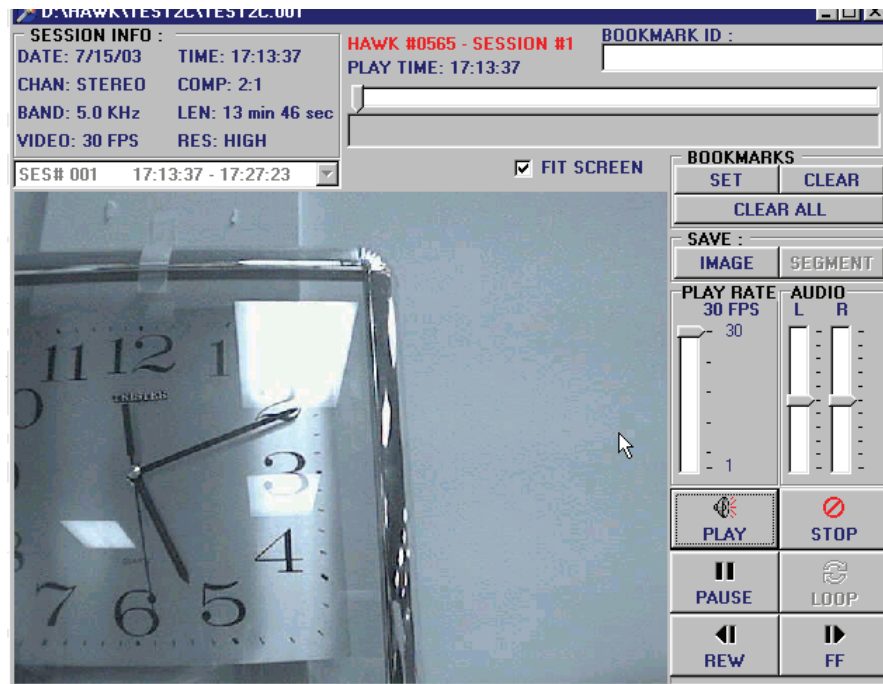 D:\HAWK\TEST2C\TEST2C.001
SESSION INFO :
DATE: 7/15/03 TIME: 17:13:37
CHAN: STEREO COMP: 2:1
BAND: 5.0 KHz LEN: 13 min 46 sec
VIDEO: 30 FPS RES: HIGH
SES# 001 17:13:37 - 17:27:23
HAWK #0565 - SESSION #1
PLAY TIME: 17:13:37
BOOKMARK ID :
FIT SCREEN
BOOKMARKS
SET CLEAR
CLEAR ALL
SAVE :
IMAGE SEGMENT
PLAY RATE
30 FPS
30
1
AUDIO
L R
PLAY STOP
PAUSE LOOP
REW FF
11 12 1
3
4
7 6 5